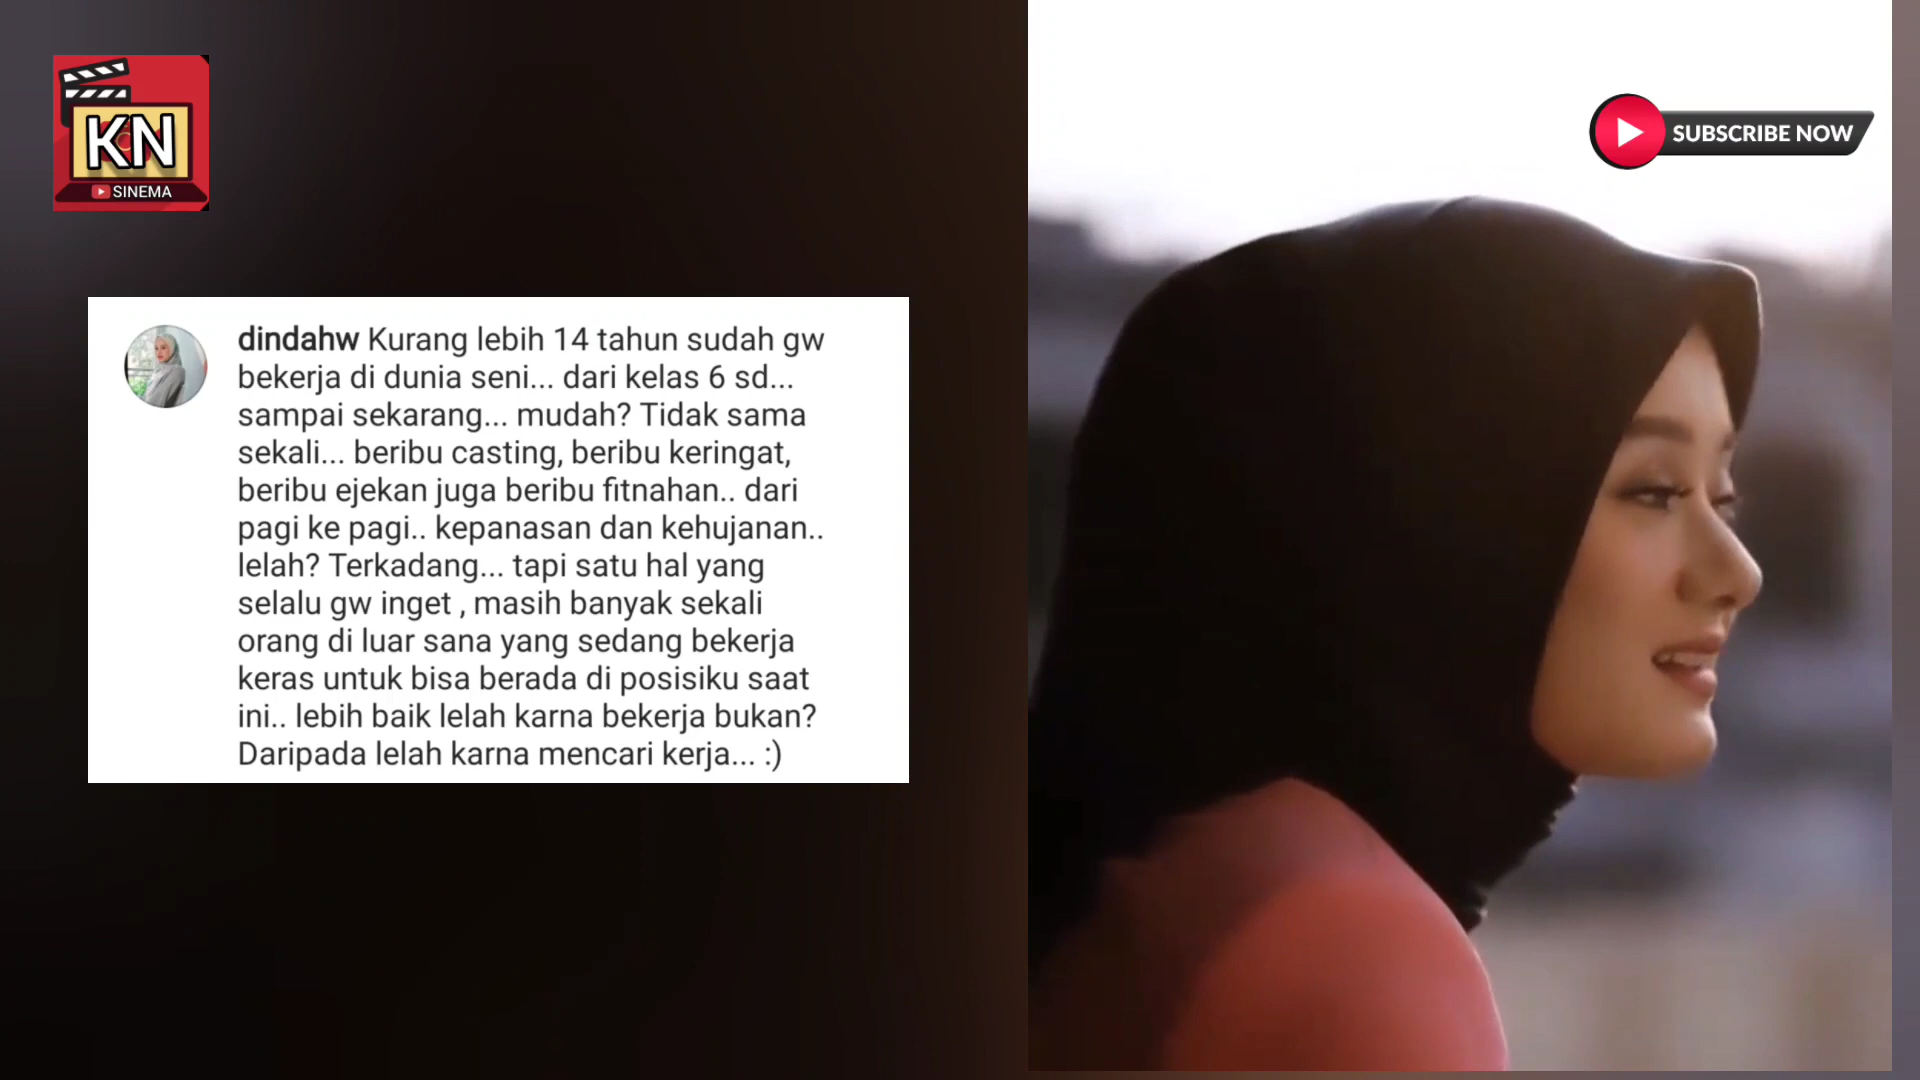 KN
SINEMA
SUBSCRIBE NOW
dindahw Kurang lebih 14 tahun sudah gw
bekerja di dunia seni... dari kelas 6 sd...
sampai sekarang... mudah? Tidak sama
sekali... beribu casting, beribu keringat,
beribu ejekan juga beribu fitnahan.. dari
pagi ke pagi.. kepanasan dan kehujanan..
lelah? Terkadang... tapi satu hal yang
selalu gw inget , masih banyak sekali
orang di luar sana yang sedang bekerja
keras untuk bisa berada di posisiku saat
ini.. lebih baik lelah karna bekerja bukan?
Daripada lelah karna mencari kerja... :)